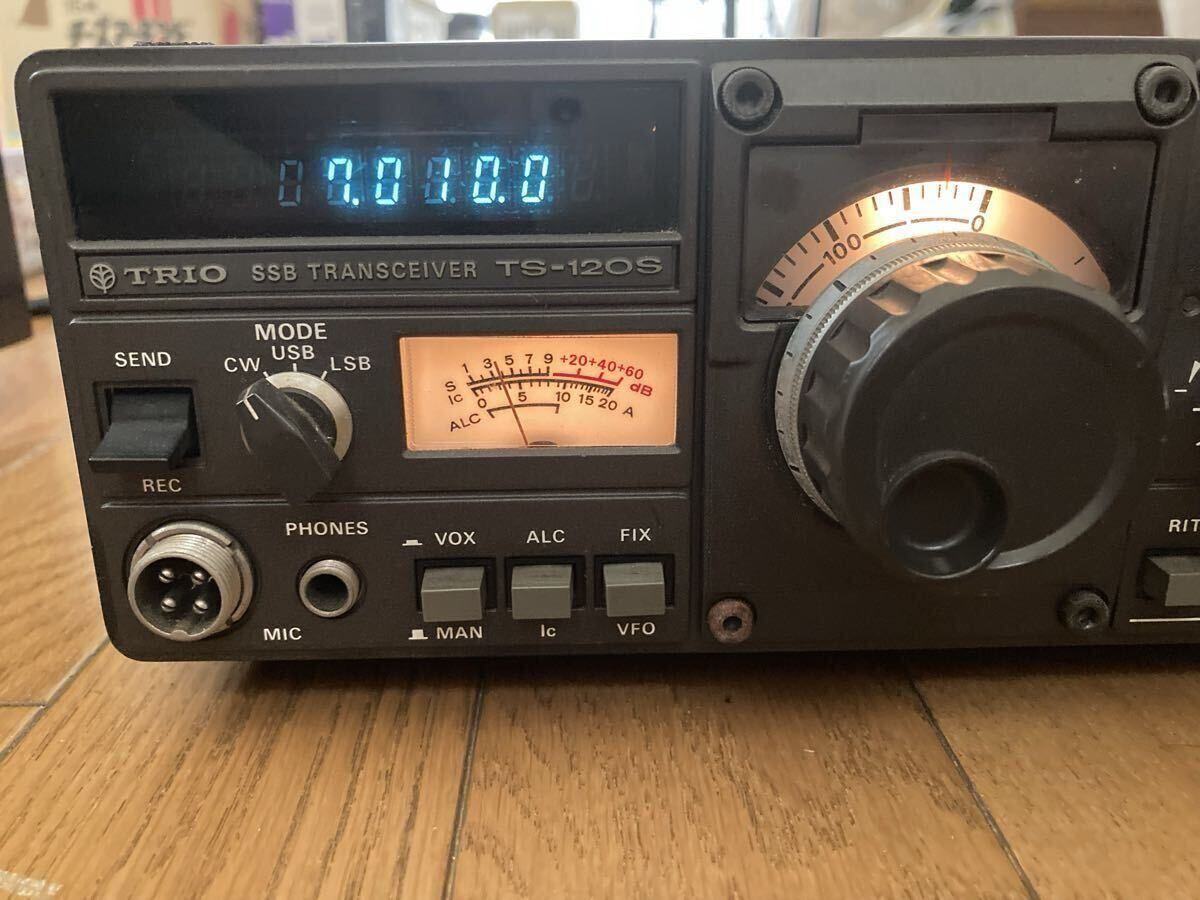 7.010.0
TRIO SSB TRANSCEIVER TS-120S
MODE
SEND CW USB LSB
REC
S 1 3 5 7 9 +20+40+60 dB
Ic 0 5 10 15 20 A
ALC
100 0
PHONES
MIC
VOX ALC FIX
MAN Ic VFO
RIT